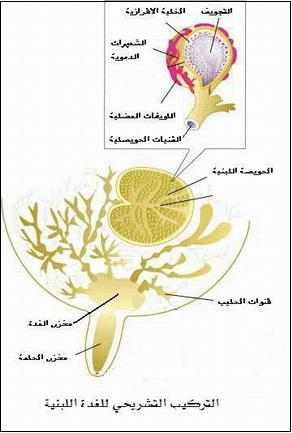 التجويف
الخلية الافرازية
الشعيرات
الدموية
اللويفات العضلية
القنيات الحويصلية
الحويصة اللبنية
قنوات الحليب
مخزن الغدة
مخزن الحلمة
التركيب التشريحي للغدة اللبنية